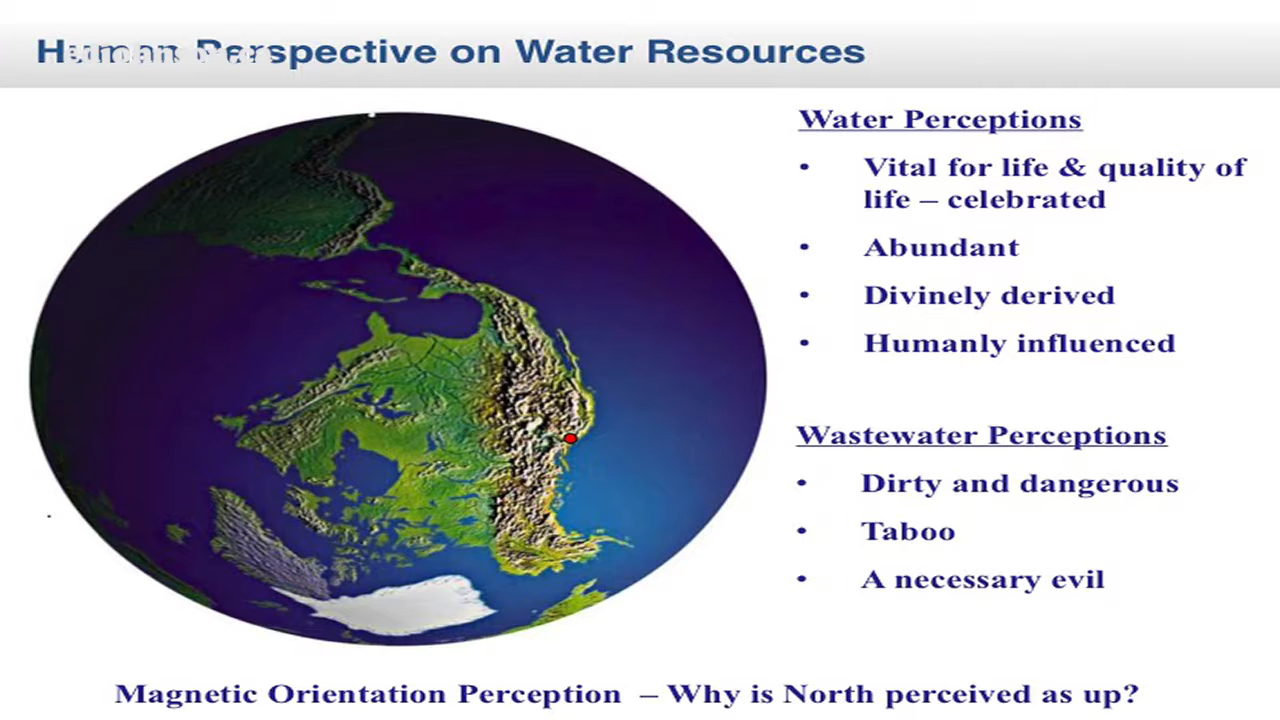 Human Perspective on Water Resources
Water Perceptions
• Vital for life & quality of
life – celebrated
• Abundant
• Divinely derived
• Humanly influenced
Wastewater Perceptions
• Dirty and dangerous
• Taboo
• A necessary evil
Magnetic Orientation Perception – Why is North perceived as up?